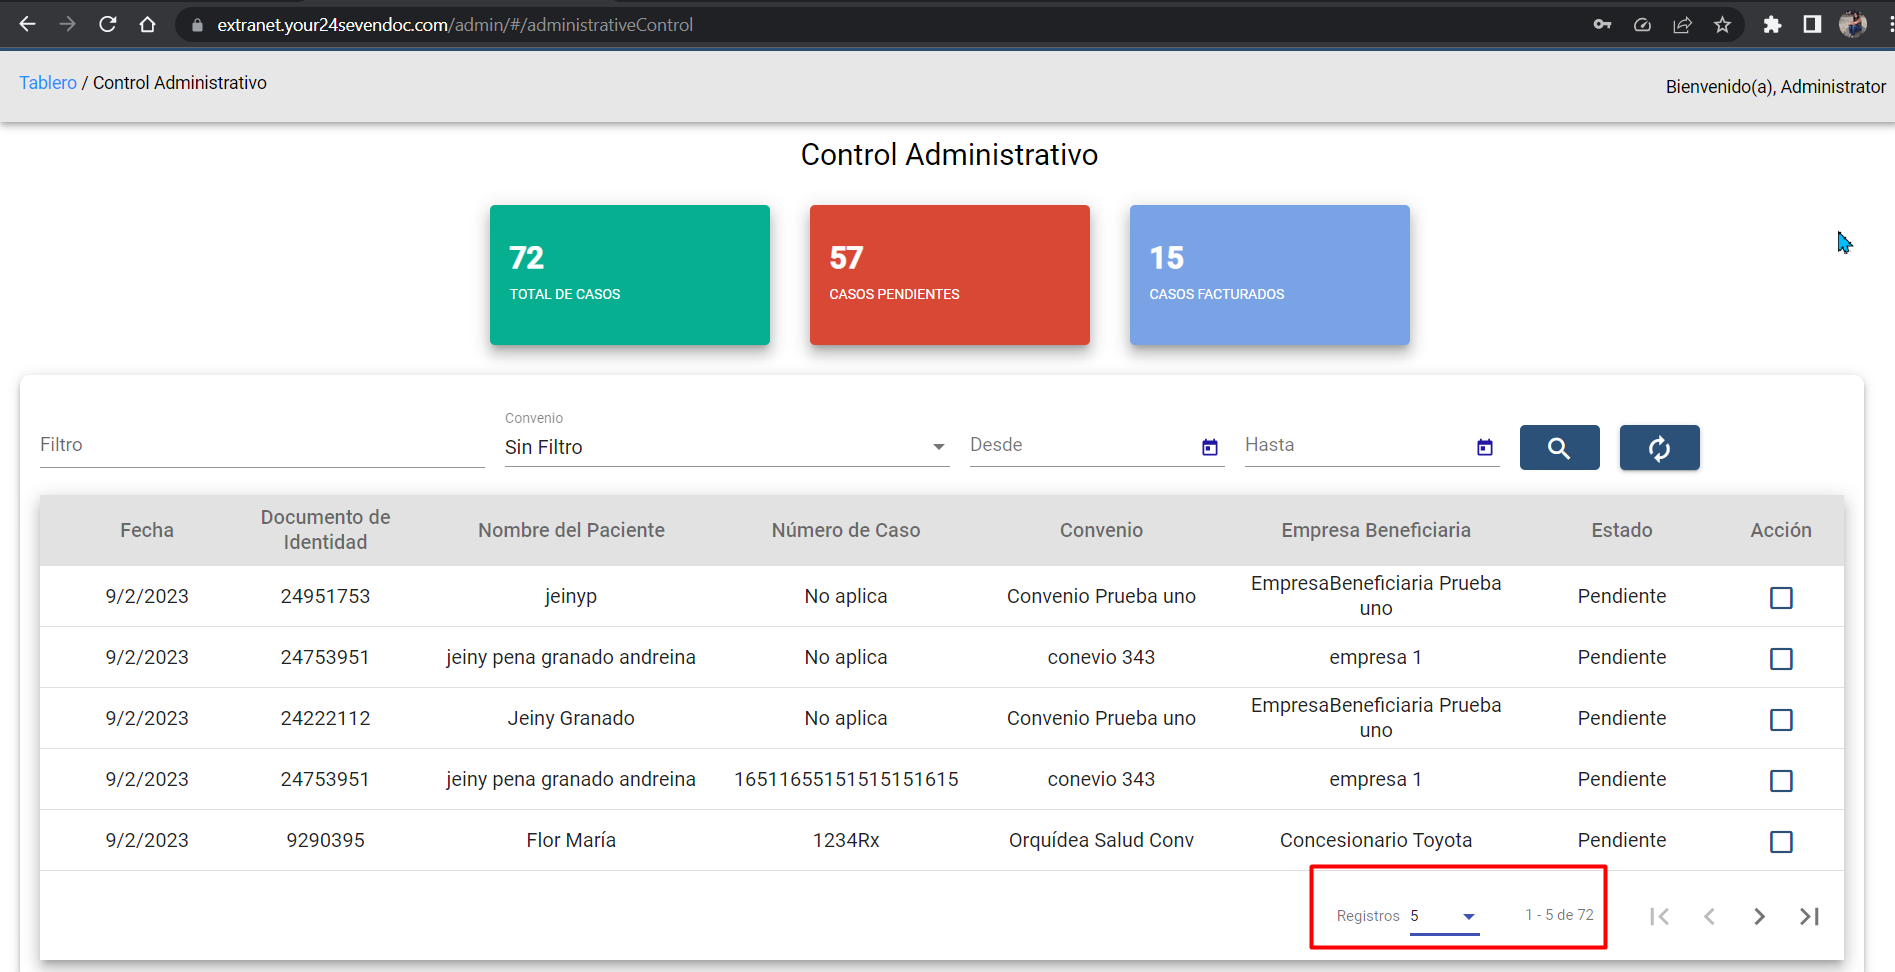 extranet.your24sevendoc.com/admin/#/administrativeControl
Tablero / Control Administrativo
Bienvenido(a), Administrator
Control Administrativo
72
TOTAL DE CASOS
57
CASOS PENDIENTES
15
CASOS FACTURADOS
Filtro
Convenio
Sin Filtro
Desde
Hasta
Fecha Documento de Identidad Nombre del Paciente Número de Caso Convenio Empresa Beneficiaria Estado Acción
9/2/2023 24951753 jeinyp No aplica Convenio Prueba uno EmpresaBeneficiaria Prueba uno Pendiente
9/2/2023 24753951 jeiny pena granado andreina No aplica conevio 343 empresa 1 Pendiente
9/2/2023 24222112 Jeiny Granado No aplica Convenio Prueba uno EmpresaBeneficiaria Prueba uno Pendiente
9/2/2023 24753951 jeiny pena granado andreina 16511655151515151615 conevio 343 empresa 1 Pendiente
9/2/2023 9290395 Flor María 1234Rx Orquídea Salud Conv Concesionario Toyota Pendiente
Registros 5 1 - 5 de 72